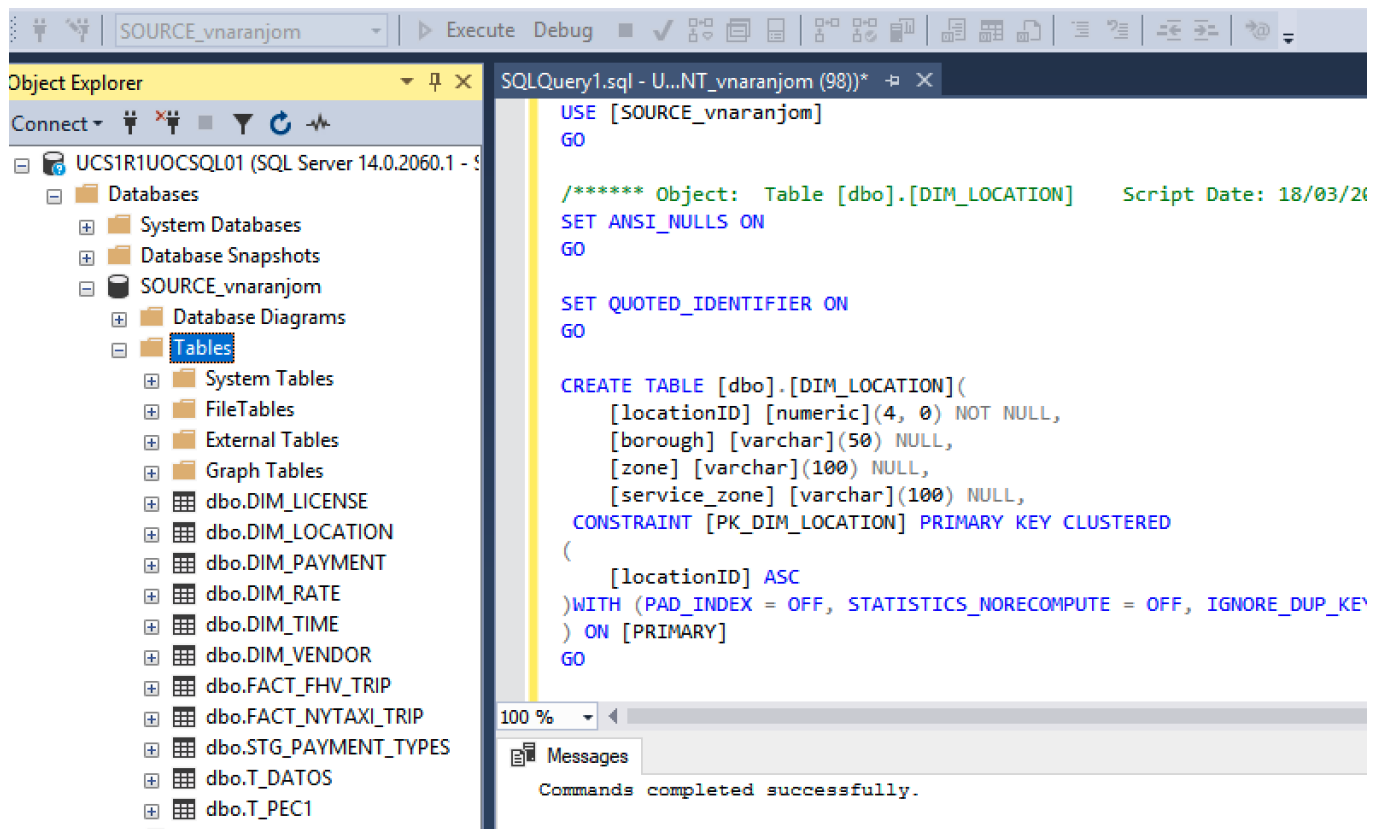 SOURCE_vnaranjom
Execute Debug
Object Explorer
Connect
UCS1R1UOCSQL01 (SQL Server 14.0.2060.1 - S
Databases
System Databases
Database Snapshots
SOURCE_vnaranjom
Database Diagrams
Tables
System Tables
FileTables
External Tables
Graph Tables
dbo.DIM_LICENSE
dbo.DIM_LOCATION
dbo.DIM_PAYMENT
dbo.DIM_RATE
dbo.DIM_TIME
dbo.DIM_VENDOR
dbo.FACT_FHV_TRIP
dbo.FACT_NYTAXI_TRIP
dbo.STG_PAYMENT_TYPES
dbo.T_DATOS
dbo.T_PEC1
SQLQuery1.sql - U...NT_vnaranjom (98))*
USE [SOURCE_vnaranjom]
GO
/****** Object:  Table [dbo].[DIM_LOCATION]    Script Date: 18/03/20
SET ANSI_NULLS ON
GO
SET QUOTED_IDENTIFIER ON
GO
CREATE TABLE [dbo].[DIM_LOCATION](
[locationID] [numeric](4, 0) NOT NULL,
[borough] [varchar](50) NULL,
[zone] [varchar](100) NULL,
[service_zone] [varchar](100) NULL,
CONSTRAINT [PK_DIM_LOCATION] PRIMARY KEY CLUSTERED
(
[locationID] ASC
)WITH (PAD_INDEX = OFF, STATISTICS_NORECOMPUTE = OFF, IGNORE_DUP_KEY
) ON [PRIMARY]
GO
100 %
Messages
Commands completed successfully.